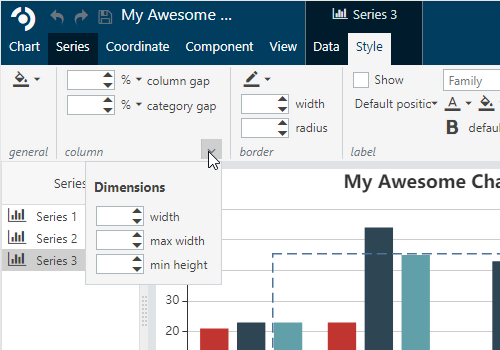 My Awesome ...
Series 3
Chart Series Coordinate Component View Data Style
% column gap
% category gap
general column
width
radius
border
Show Family
Default positic
A
B defau
label
Series
Series 1
Series 2
Series 3
Dimensions
width
max width
min height
My Awesome Cha
30
20